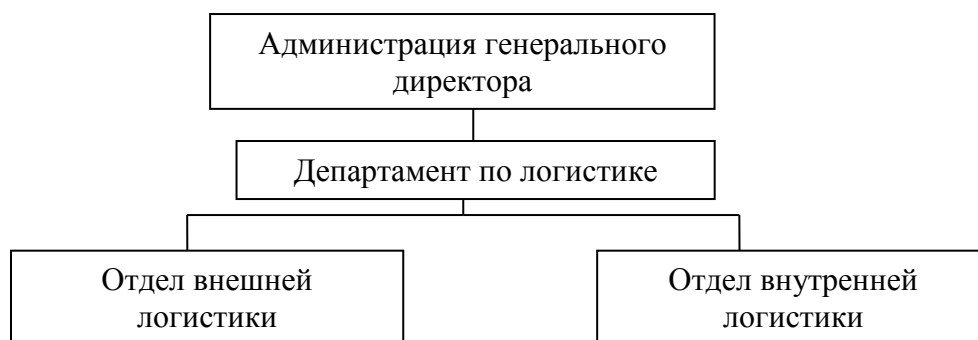 Администрация генерального
директора
Департамент по логистике
Отдел внешней
логистики
Отдел внутренней
логистики